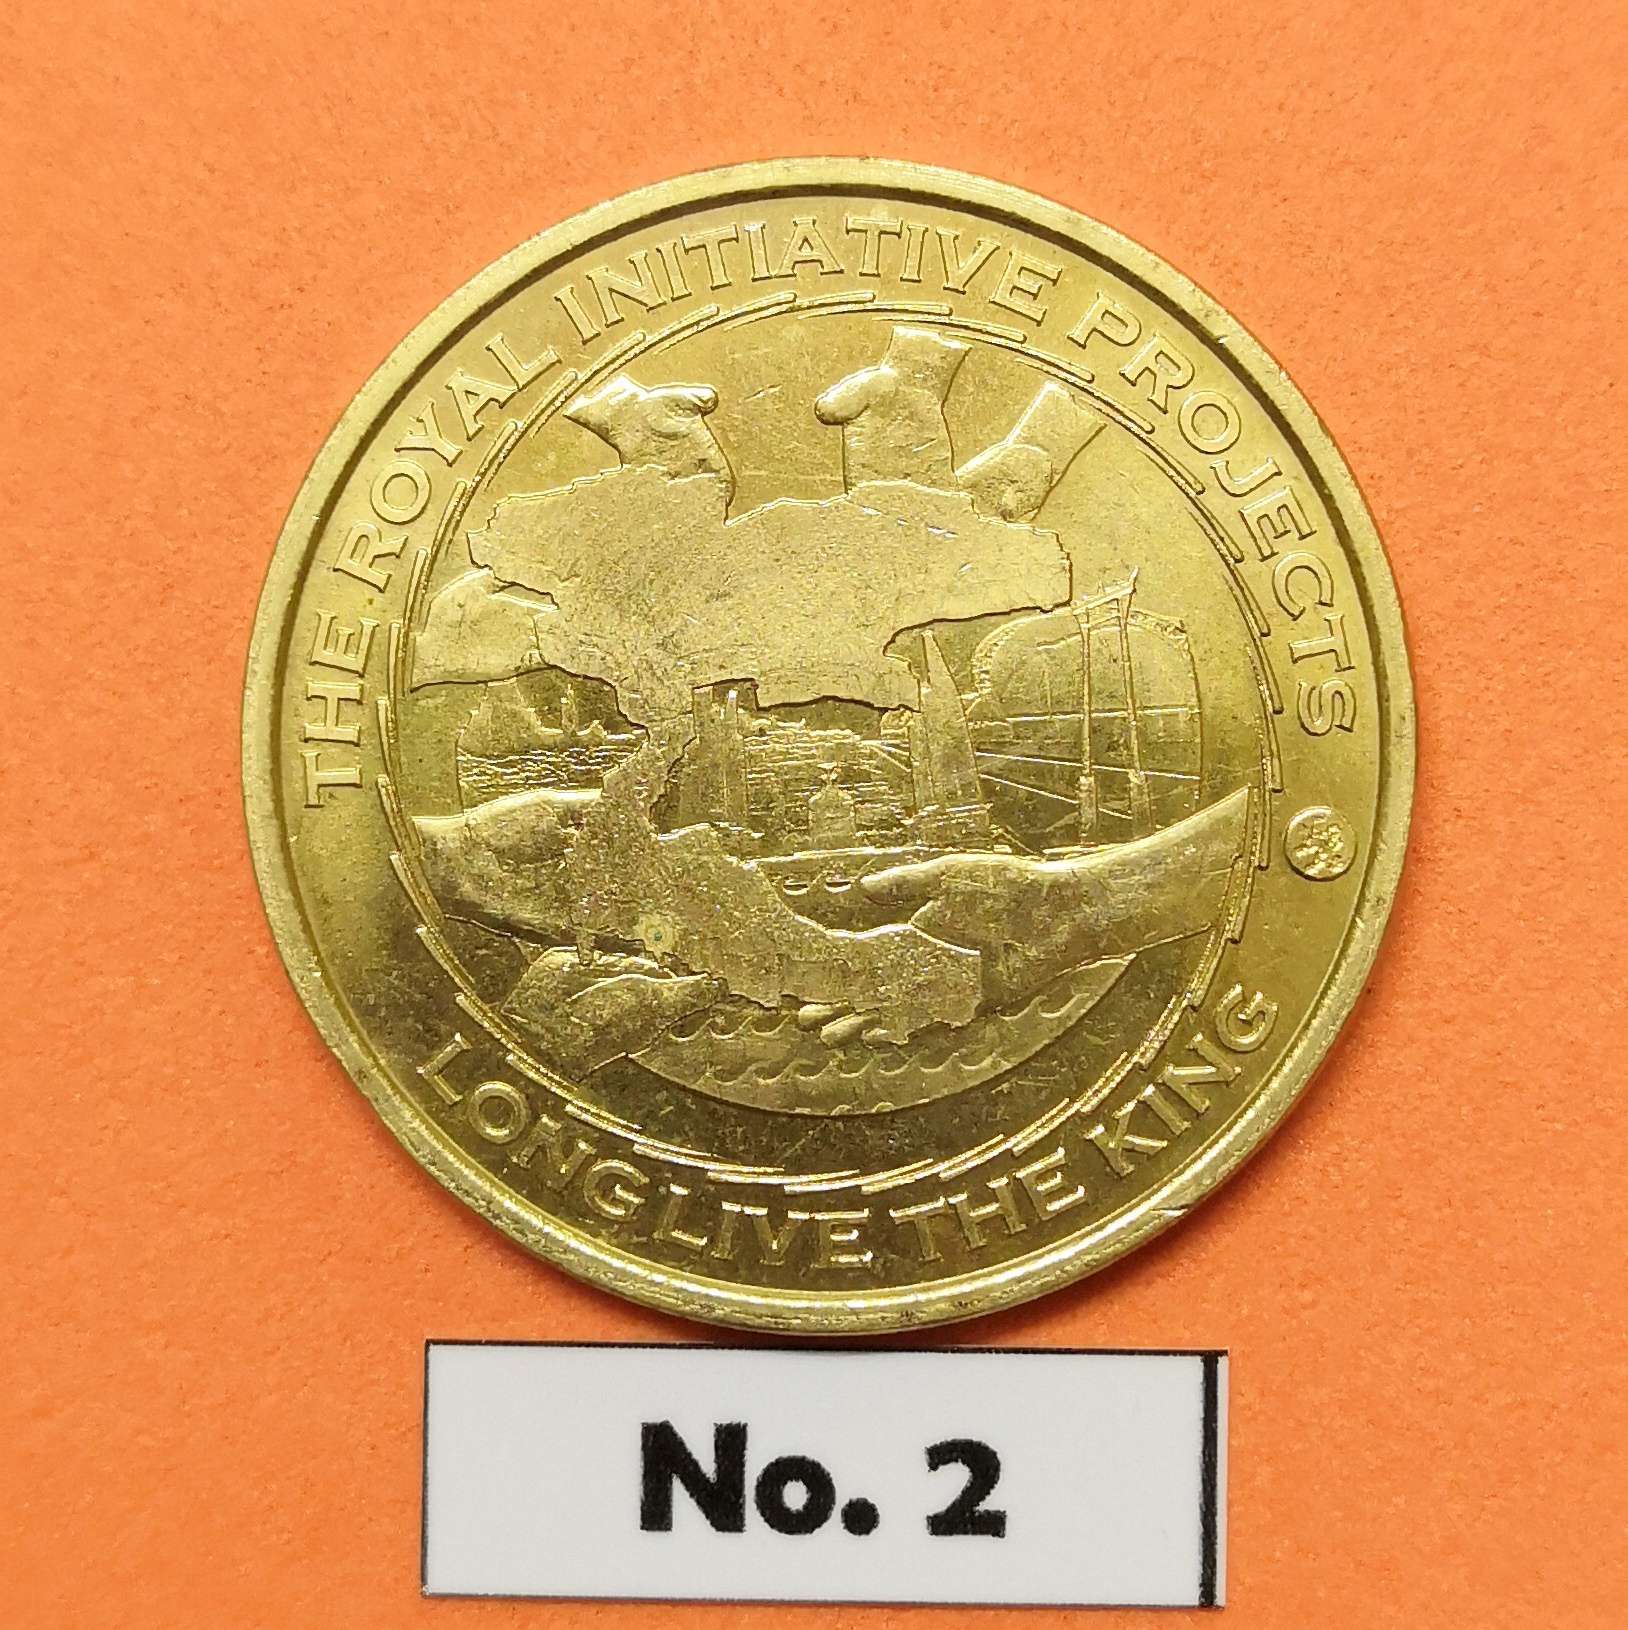 THE ROYAL INITIATIVE PROJECTS
LONG LIVE THE KING
No. 2